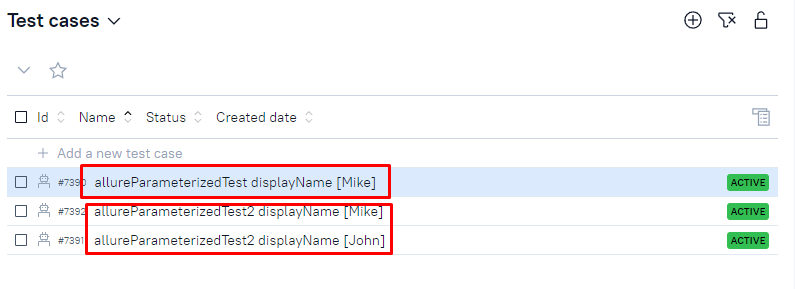 Test cases
Id Name Status Created date
Add a new test case
#7390 allureParameterizedTest displayName [Mike] ACTIVE
#7392 allureParameterizedTest2 displayName [Mike] ACTIVE
#7391 allureParameterizedTest2 displayName [John] ACTIVE